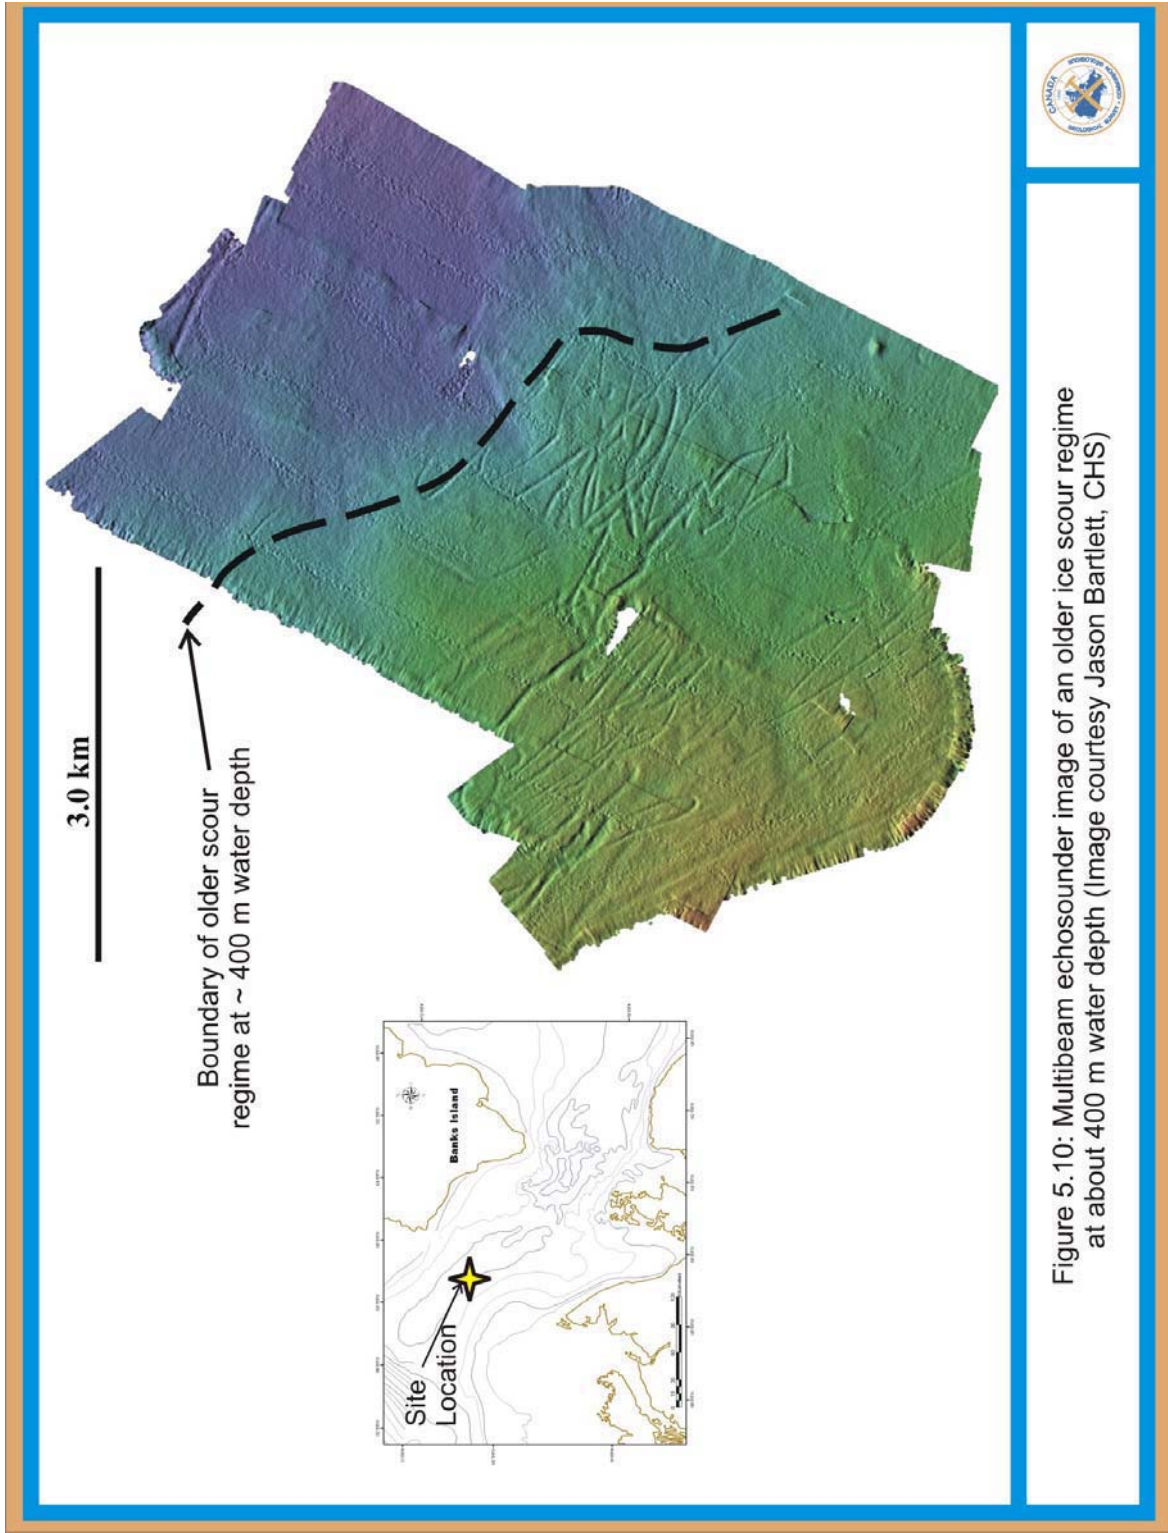 3.0 km
Boundary of older scour
regime at ~ 400 m water depth
Site
Location
Banks Island
CANADA
Figure 5.10: Multibeam echosounder image of an older ice scour regime
at about 400 m water depth (Image courtesy Jason Bartlett, CHS)